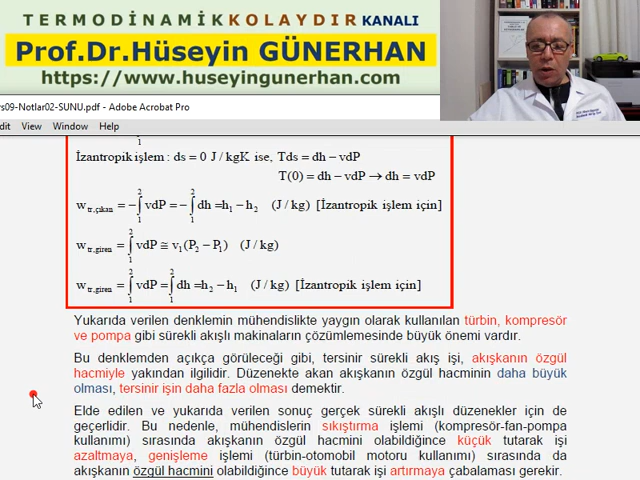 TERMODİNAMİKKOLAYDIR KANALI
Prof.Dr.Hüseyin GÜNERHAN
https://www.huseyingunerhan.com
rs09-Notlar02-SUNU.pdf - Adobe Acrobat Pro
dit View Window Help
1
İzantropik işlem : ds = 0 J / kgK ise, Tds = dh − vdP
T(0) = dh − vdP → dh = vdP
w tr,çıkan = −∫₁² vdP = −∫₁² dh = h₁ − h₂ (J / kg) [İzantropik işlem için]
w tr,giren = ∫₁² vdP ≅ v₁(P₂ − P₁) (J / kg)
w tr,giren = ∫₁² vdP = ∫₁² dh = h₂ − h₁ (J / kg) [İzantropik işlem için]
Yukarıda verilen denklemin mühendislikte yaygın olarak kullanılan türbin, kompresör
ve pompa gibi sürekli akışlı makinaların çözümlemesinde büyük önemi vardır.
Bu denklemden açıkça görüleceği gibi, tersinir sürekli akış işi, akışkanın özgül
hacmiyle yakından ilgilidir. Düzenekte akan akışkanın özgül hacminin daha büyük
olması, tersinir işin daha fazla olması demektir.
Elde edilen ve yukarıda verilen sonuç gerçek sürekli akışlı düzenekler için de
geçerlidir. Bu nedenle, mühendislerin sıkıştırma işlemi (kompresör-fan-pompa
kullanımı) sırasında akışkanın özgül hacmini olabildiğince küçük tutarak işi
azaltmaya, genişleme işlemi (türbin-otomobil motoru kullanımı) sırasında da
akışkanın özgül hacmini olabildiğince büyük tutarak işi artırmaya çabalaması gerekir.